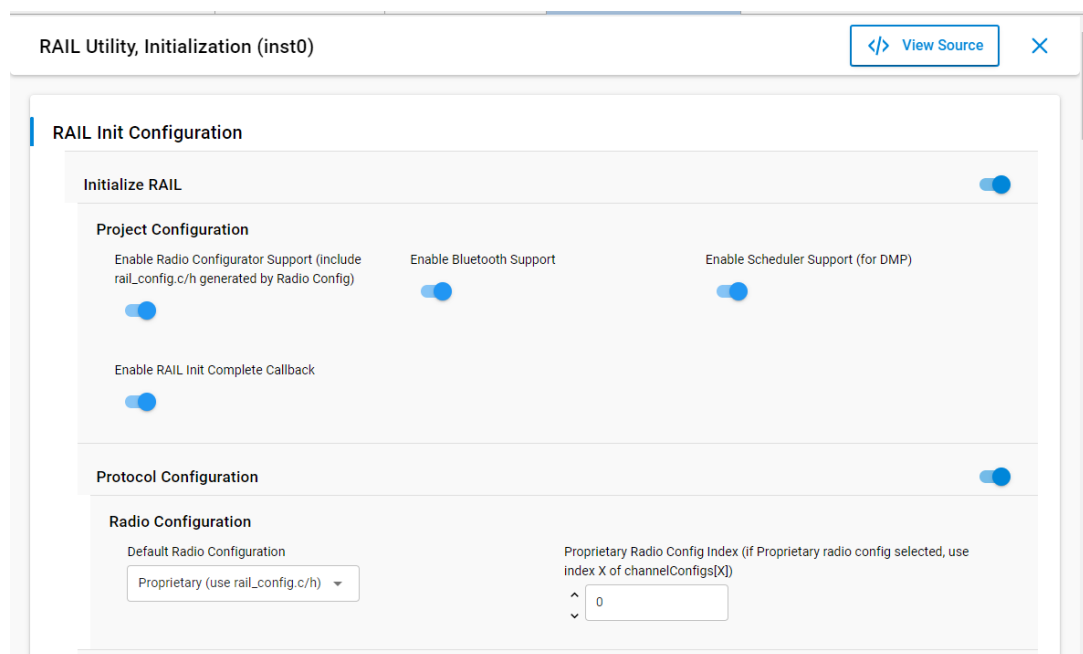 RAIL Utility, Initialization (inst0)
</> View Source
RAIL Init Configuration
Initialize RAIL
Project Configuration
Enable Radio Configurator Support (include
rail_config.c/h generated by Radio Config)
Enable Bluetooth Support
Enable Scheduler Support (for DMP)
Enable RAIL Init Complete Callback
Protocol Configuration
Radio Configuration
Default Radio Configuration
Proprietary (use rail_config.c/h)
Proprietary Radio Config Index (if Proprietary radio config selected, use
index X of channelConfigs[X])
0